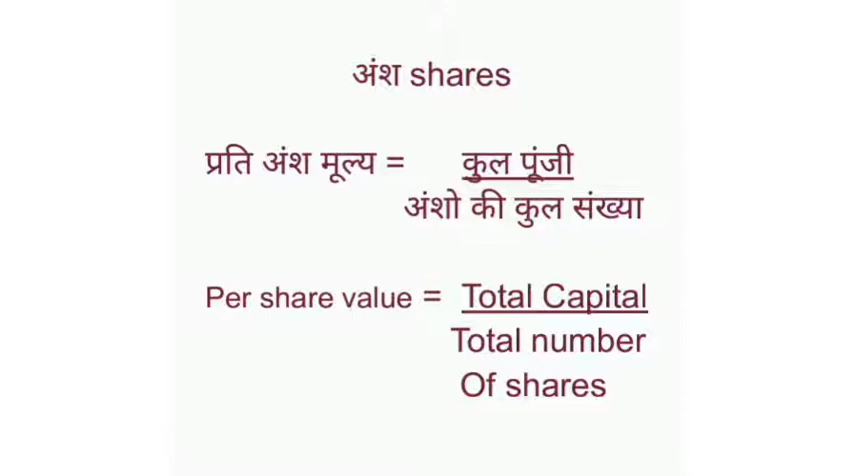 अंश shares
प्रति अंश मूल्य = कुल पूंजी
अंशो की कुल संख्या
Per share value = Total Capital
Total number
Of shares